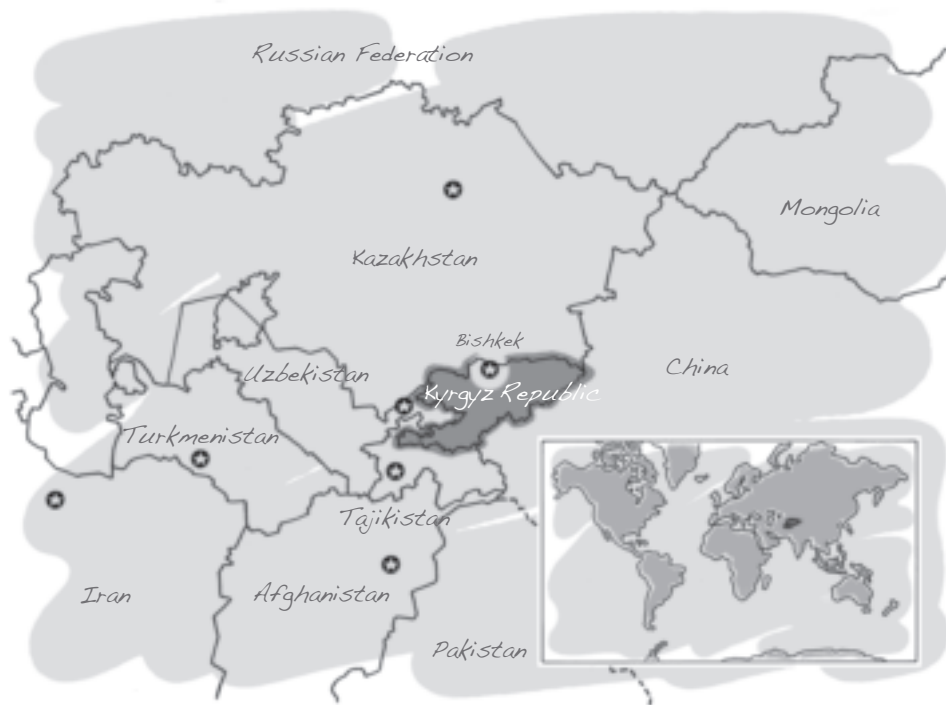 Russian Federation
Mongolia
Kazakhstan
Bishkek
China
Uzbekistan
Kyrgyz Republic
Turkmenistan
Tajikistan
Iran
Afghanistan
Pakistan